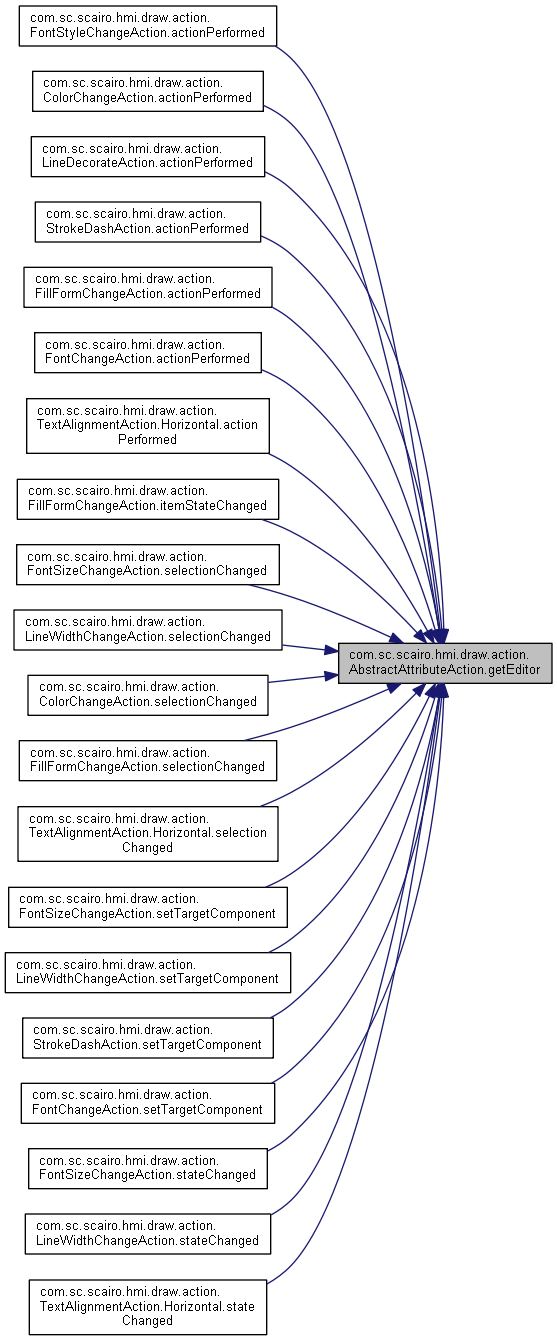 com.sc.scairo.hmi.draw.action.
FontStyleChangeAction.actionPerformed
com.sc.scairo.hmi.draw.action.
ColorChangeAction.actionPerformed
com.sc.scairo.hmi.draw.action.
LineDecorateAction.actionPerformed
com.sc.scairo.hmi.draw.action.
StrokeDashAction.actionPerformed
com.sc.scairo.hmi.draw.action.
FillFormChangeAction.actionPerformed
com.sc.scairo.hmi.draw.action.
FontChangeAction.actionPerformed
com.sc.scairo.hmi.draw.action.
TextAlignmentAction.Horizontal.action
Performed
com.sc.scairo.hmi.draw.action.
FillFormChangeAction.itemStateChanged
com.sc.scairo.hmi.draw.action.
FontSizeChangeAction.selectionChanged
com.sc.scairo.hmi.draw.action.
LineWidthChangeAction.selectionChanged
com.sc.scairo.hmi.draw.action.
AbstractAttributeAction.getEditor
com.sc.scairo.hmi.draw.action.
ColorChangeAction.selectionChanged
com.sc.scairo.hmi.draw.action.
FillFormChangeAction.selectionChanged
com.sc.scairo.hmi.draw.action.
TextAlignmentAction.Horizontal.selection
Changed
com.sc.scairo.hmi.draw.action.
FontSizeChangeAction.setTargetComponent
com.sc.scairo.hmi.draw.action.
LineWidthChangeAction.setTargetComponent
com.sc.scairo.hmi.draw.action.
StrokeDashAction.setTargetComponent
com.sc.scairo.hmi.draw.action.
FontChangeAction.setTargetComponent
com.sc.scairo.hmi.draw.action.
FontSizeChangeAction.stateChanged
com.sc.scairo.hmi.draw.action.
LineWidthChangeAction.stateChanged
com.sc.scairo.hmi.draw.action.
TextAlignmentAction.Horizontal.state
Changed